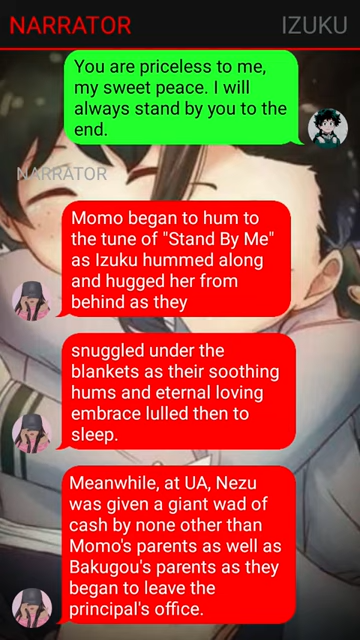 NARRATOR IZUKU
You are priceless to me,
my sweet peace. I will
always stand by you to the
end.
NARRATOR
Momo began to hum to
the tune of "Stand By Me"
as Izuku hummed along
and hugged her from
behind as they
snuggled under the
blankets as their soothing
hums and eternal loving
embrace lulled then to
sleep.
Meanwhile, at UA, Nezu
was given a giant wad of
cash by none other than
Momo's parents as well as
Bakugou's parents as they
began to leave the
principal's office.